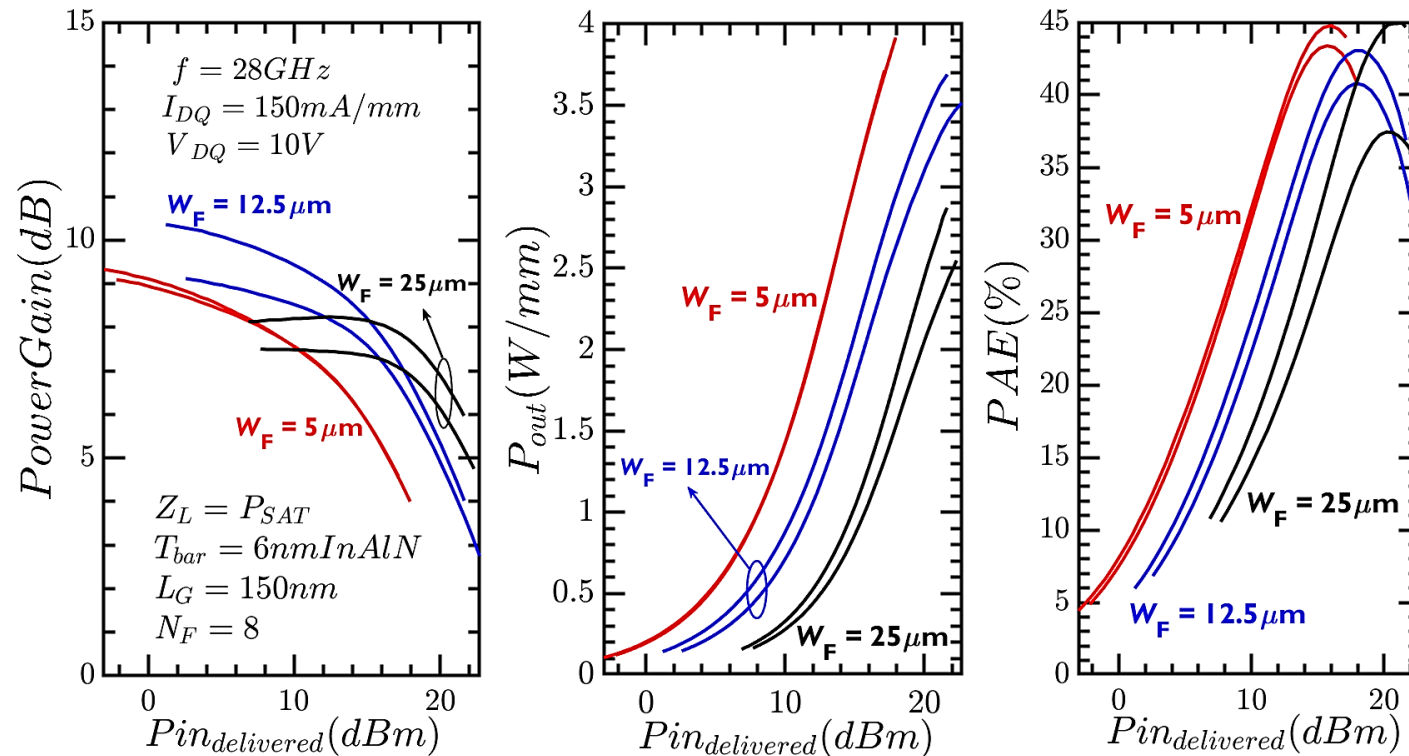 15
10
5
0
PowerGain(dB)
f = 28GHz
I_DQ = 150mA/mm
V_DQ = 10V
W_F = 12.5μm
W_F = 25μm
W_F = 5μm
Z_L = P_SAT
T_bar = 6nmInAlN
L_G = 150nm
N_F = 8
0 10 20
Pin_delivered(dBm)
4
3.5
3
2.5
2
1.5
1
0.5
0
P_out(W/mm)
W_F = 5μm
W_F = 12.5μm
W_F = 25μm
0 10 20
Pin_delivered(dBm)
45
40
35
30
25
20
15
10
5
0
PAE(%)
W_F = 5μm
W_F = 25μm
W_F = 12.5μm
0 10 20
Pin_delivered(dBm)